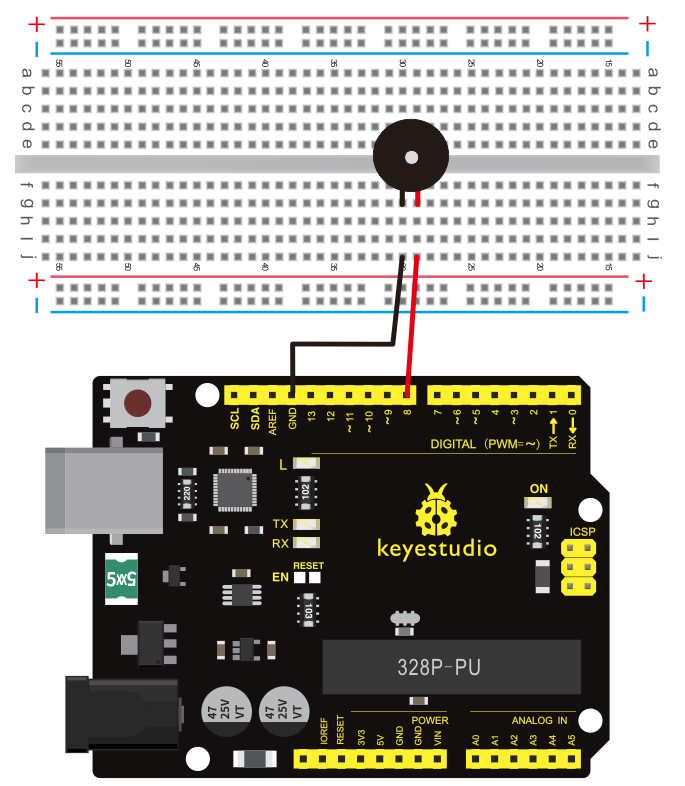 + +
- -
55 50 45 40 35 30 25 20 15
a a
b b
c c
d d
e e
f f
g g
h h
I I
j j
55 50 45 40 35 30 25 20 15
+ +
- -
SCL SDA AREF GND 13 12 ~11 ~10 ~9 8 7 ~6 ~5 4 ~3 2 TX→1 RX←0
DIGITAL (PWM=~)
L
220
102
ON
TX
102
ICSP
RX
keyestudio
RESET
EN
5XX5
103
328P-PU
47 25V VT
47 25V VT
IOREF RESET 3V3 5V GND GND VIN
POWER
ANALOG IN
A0 A1 A2 A3 A4 A5